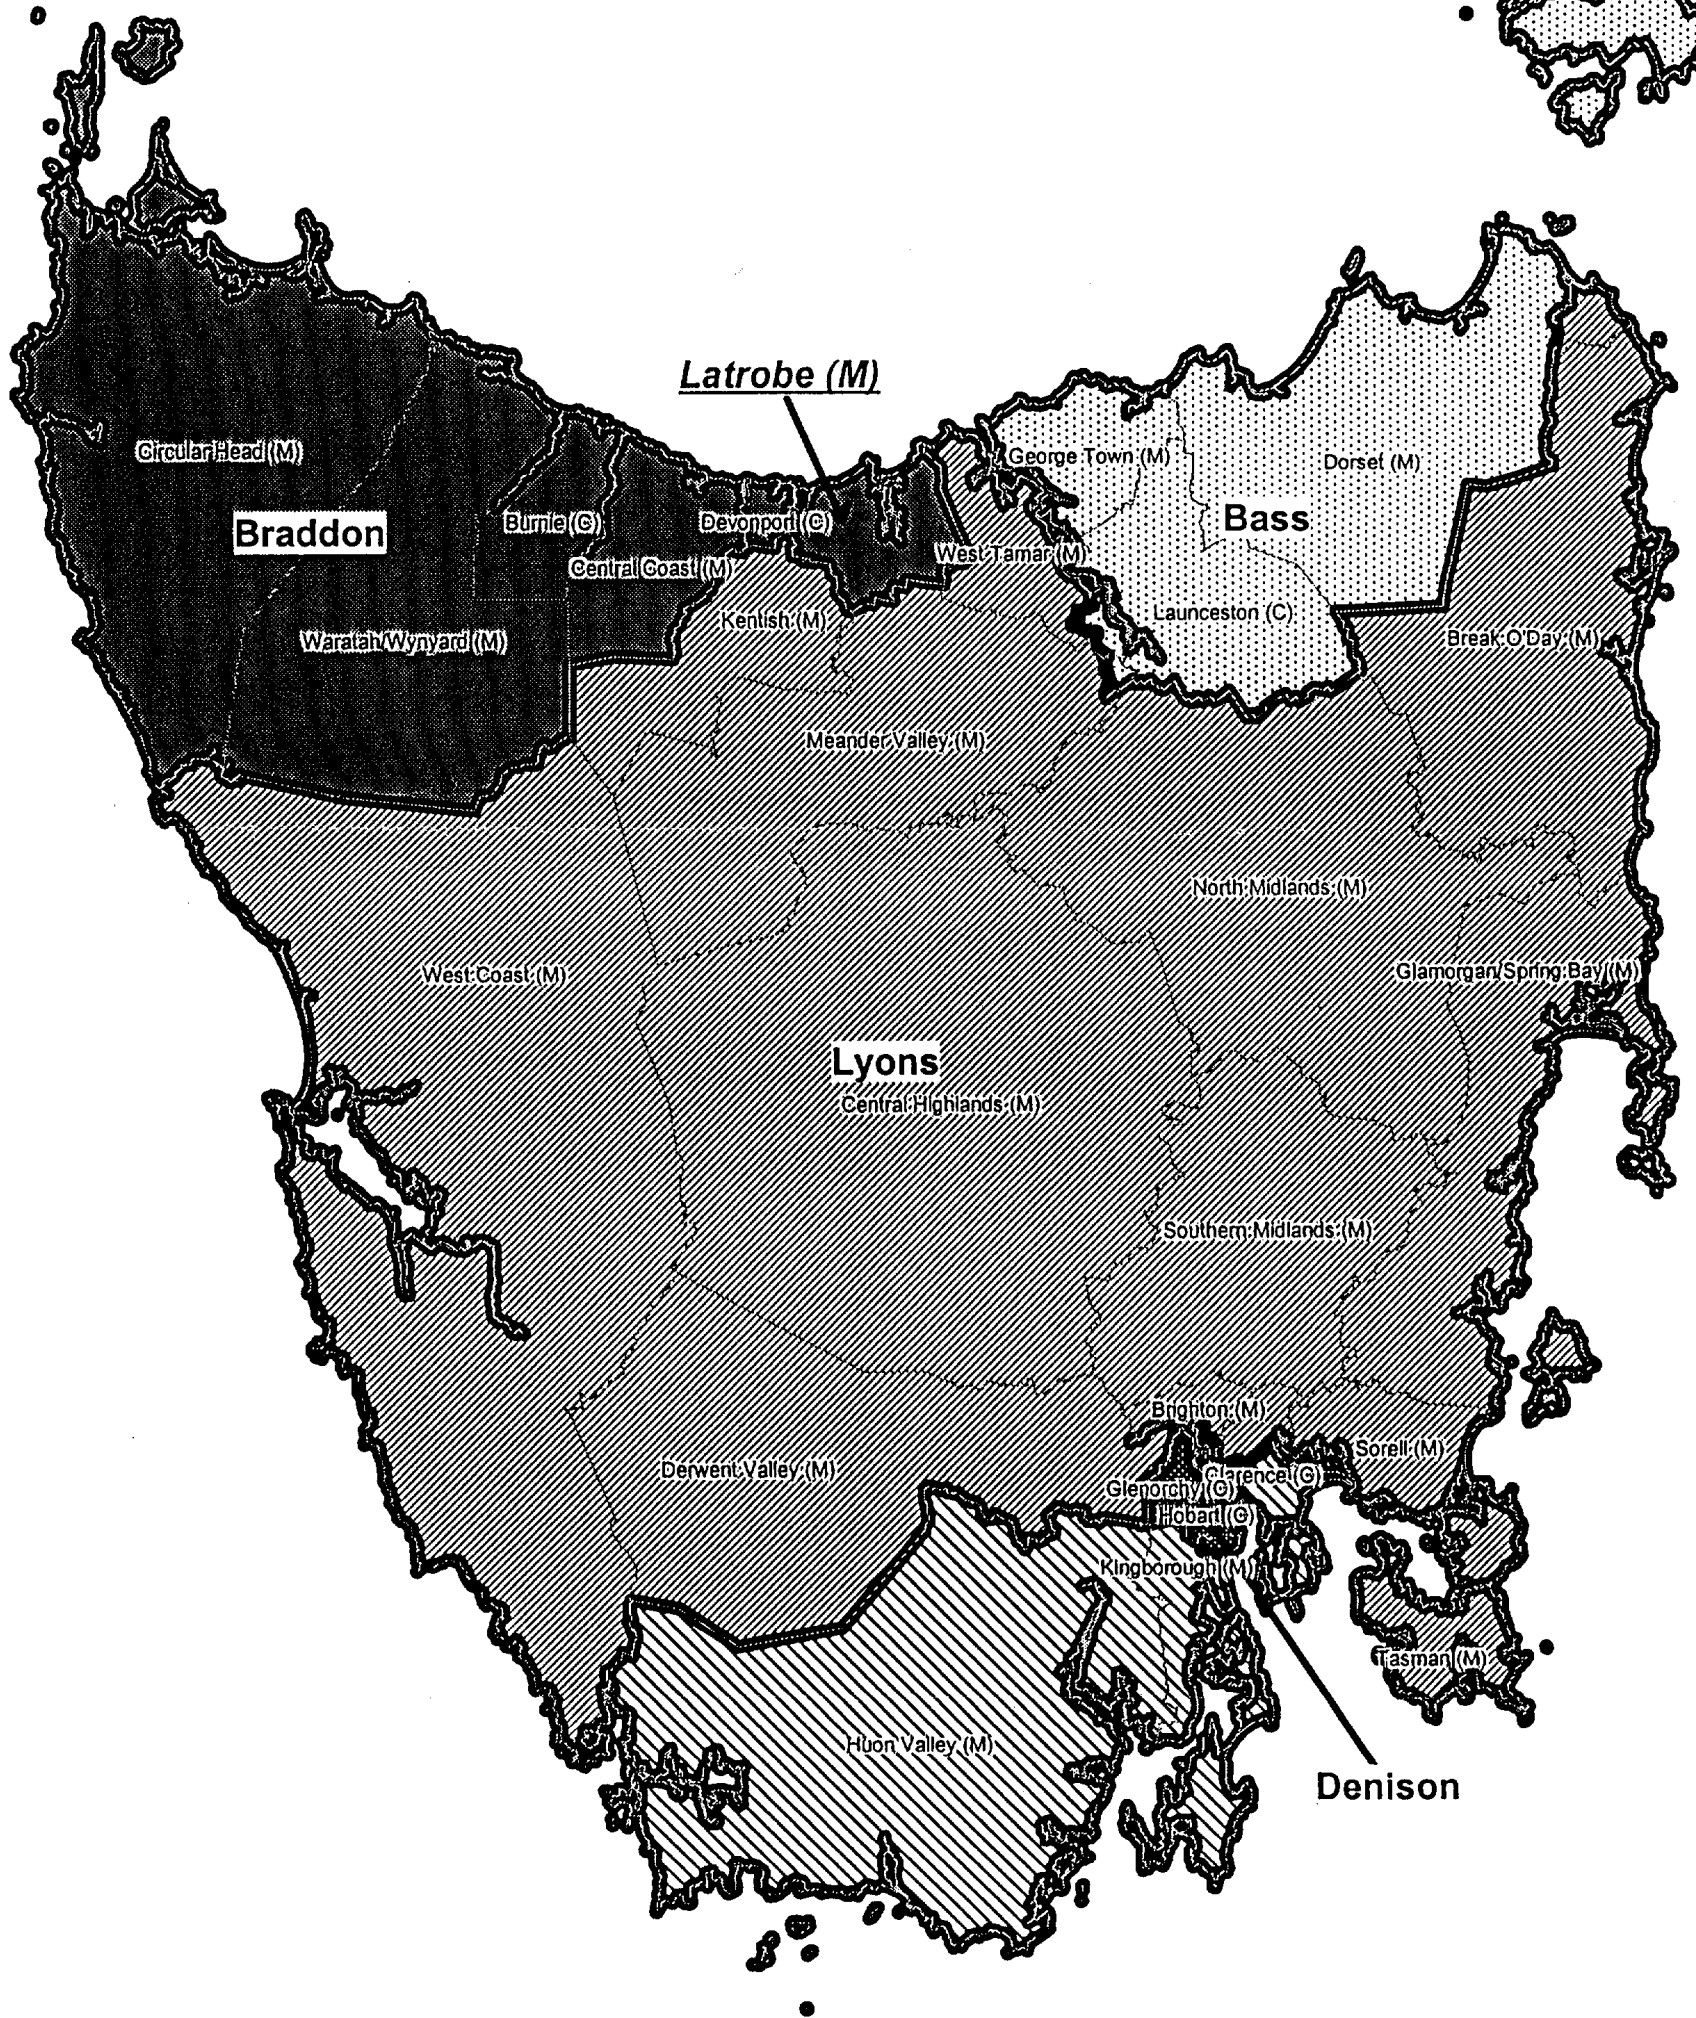 Latrobe (M)
Circular Head (M)
George Town (M)
Dorset (M)
Braddon
Burnie (C)
Devonport (C)
Bass
West Tamar (M)
Central Coast (M)
Kentish (M)
Launceston (C)
Waratah/Wynyard (M)
Break O'Day (M)
Meander Valley (M)
North Midlands (M)
West Coast (M)
Glamorgan/Spring Bay (M)
Lyons
Central Highlands (M)
Southern Midlands (M)
Brighton (M)
Sorell (M)
Derwent Valley (M)
Clarence (C)
Glenorchy (C)
Hobart (C)
Kingborough (M)
Tasman (M)
Huon Valley (M)
Denison